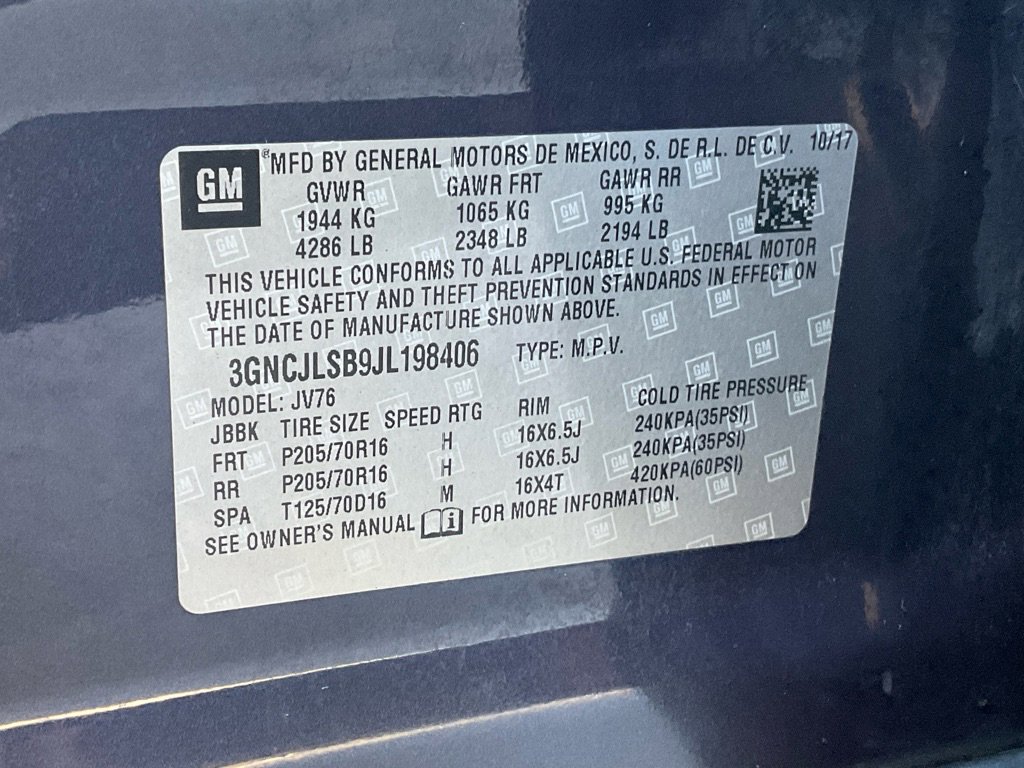 GM ®MFD BY GENERAL MOTORS DE MEXICO, S. DE R.L. DE C.V. 10/17
GVWR GAWR FRT GAWR RR
1944 KG 1065 KG 995 KG
4286 LB 2348 LB 2194 LB
THIS VEHICLE CONFORMS TO ALL APPLICABLE U.S. FEDERAL MOTOR
VEHICLE SAFETY AND THEFT PREVENTION STANDARDS IN EFFECT ON
THE DATE OF MANUFACTURE SHOWN ABOVE.
3GNCJLSB9JL198406 TYPE: M.P.V.
MODEL: JV76
JBBK TIRE SIZE SPEED RTG RIM COLD TIRE PRESSURE
FRT P205/70R16 H 16X6.5J 240KPA(35PSI)
RR P205/70R16 H 16X6.5J 240KPA(35PSI)
SPA T125/70D16 M 16X4T 420KPA(60PSI)
SEE OWNER'S MANUAL FOR MORE INFORMATION.